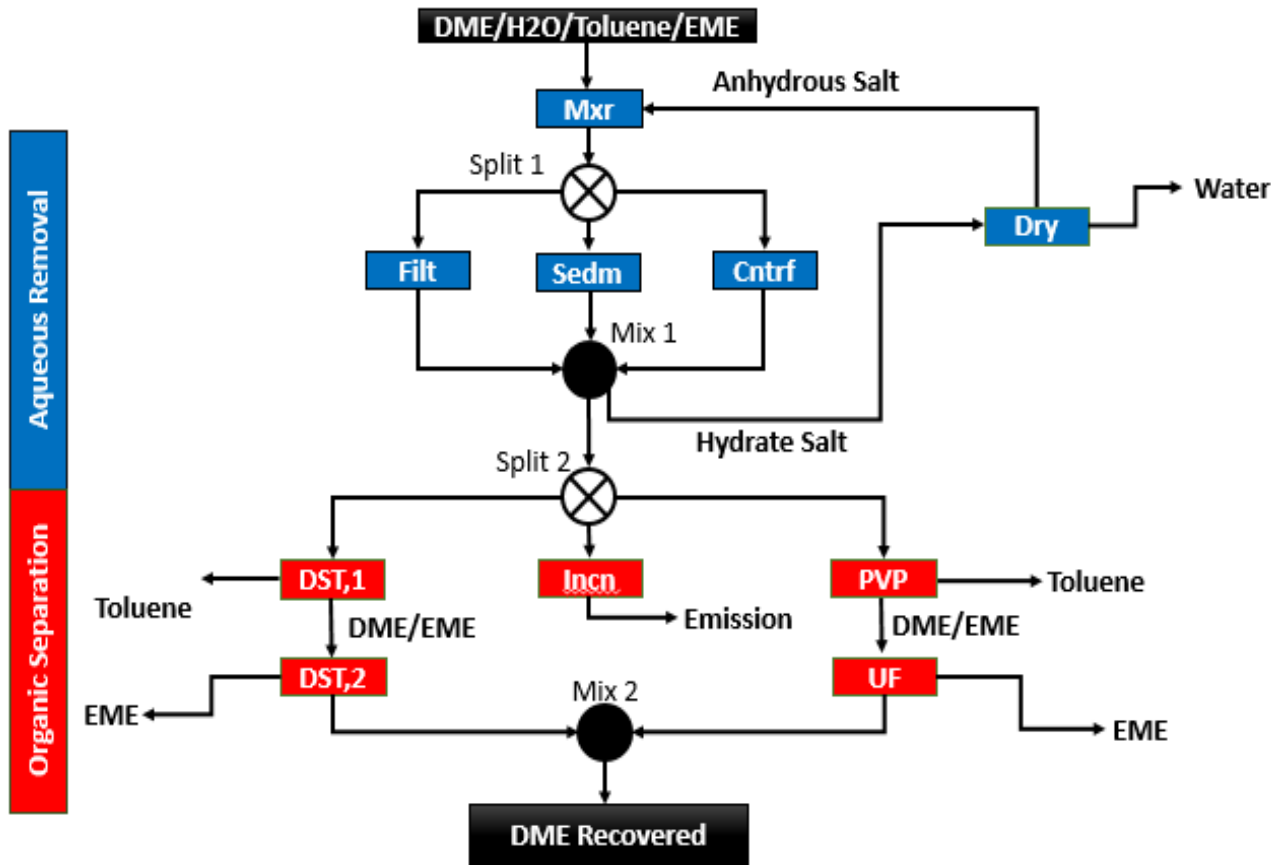 DME/H2O/Toluene/EME
Anhydrous Salt
Mxr
Split 1
Water
Dry
Filt
Sedm
Cntrf
Mix 1
Aqueous Removal
Hydrate Salt
Split 2
DST,1
Incn
PVP
Toluene
Toluene
Emission
DME/EME
DME/EME
DST,2
UF
Mix 2
EME
EME
Organic Separation
DME Recovered